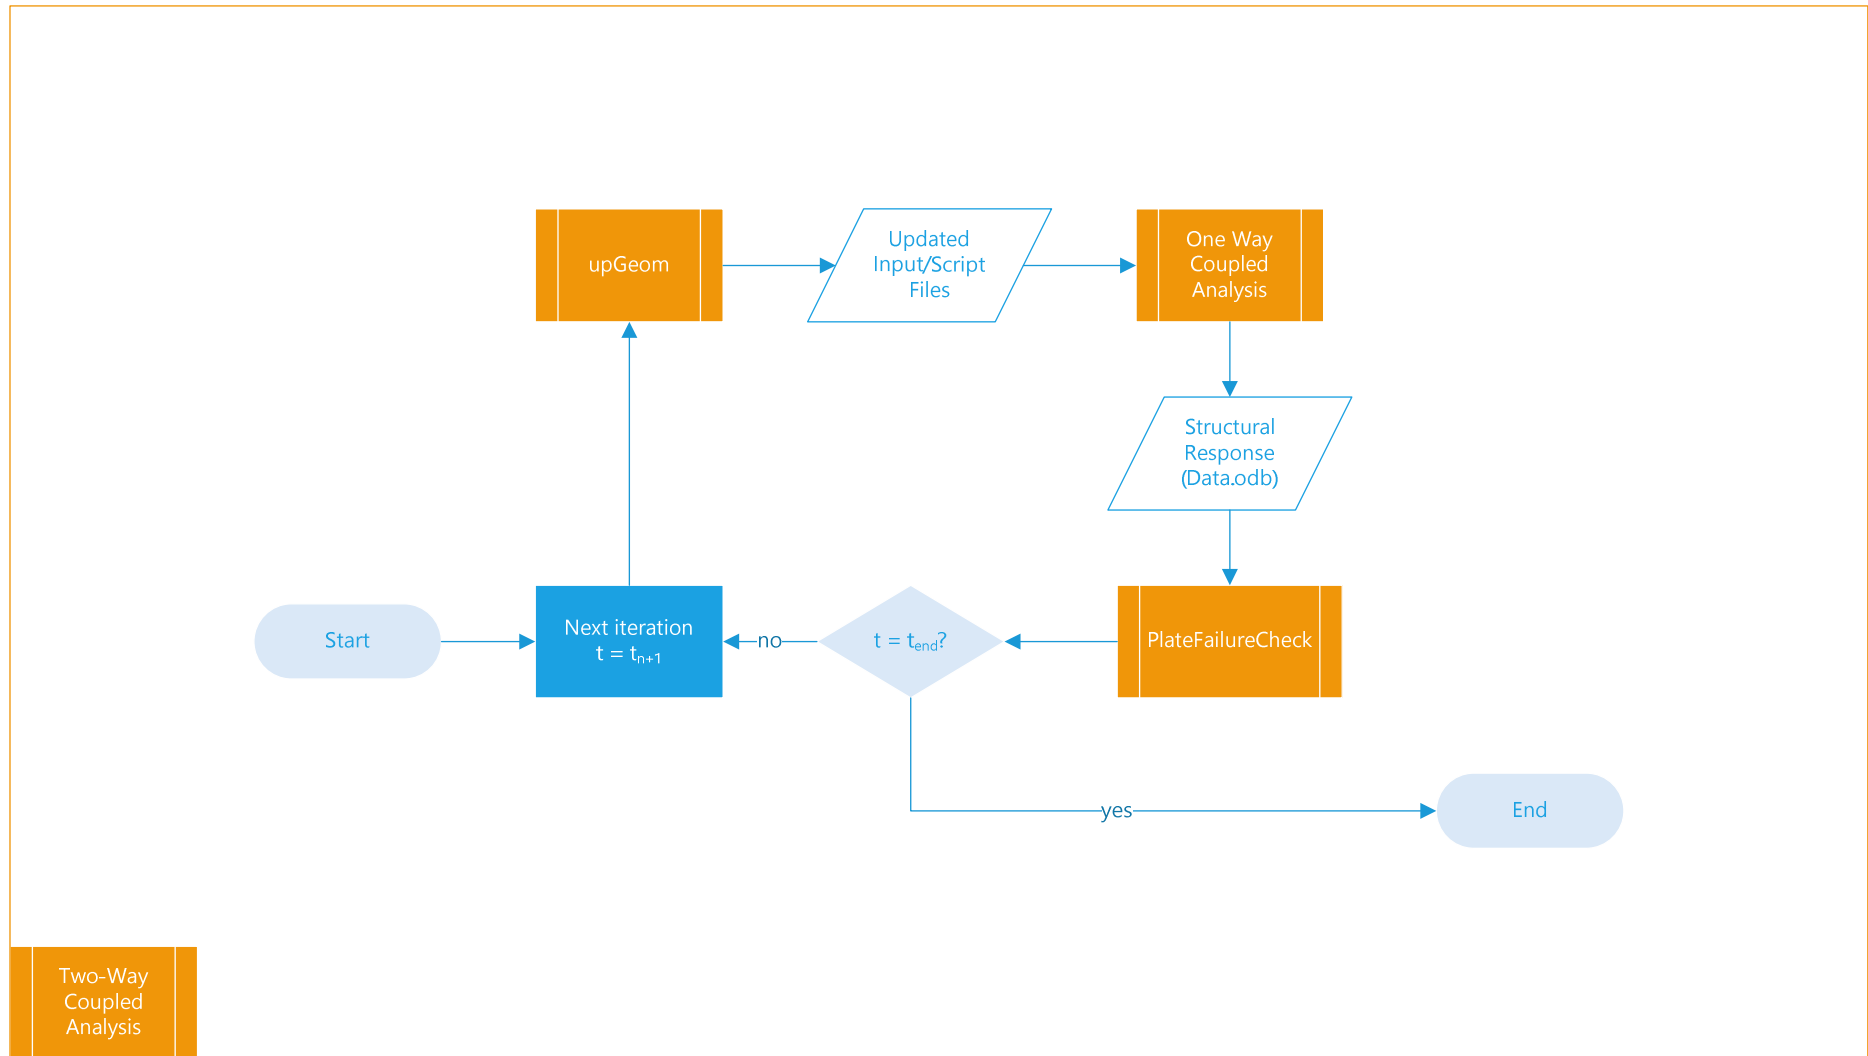 upGeom
Updated
Input/Script
Files
One Way
Coupled
Analysis
Structural
Response
(Data.odb)
Start
Next iteration
t = tₙ₊₁
no
t = t_end?
PlateFailureCheck
yes
End
Two-Way
Coupled
Analysis